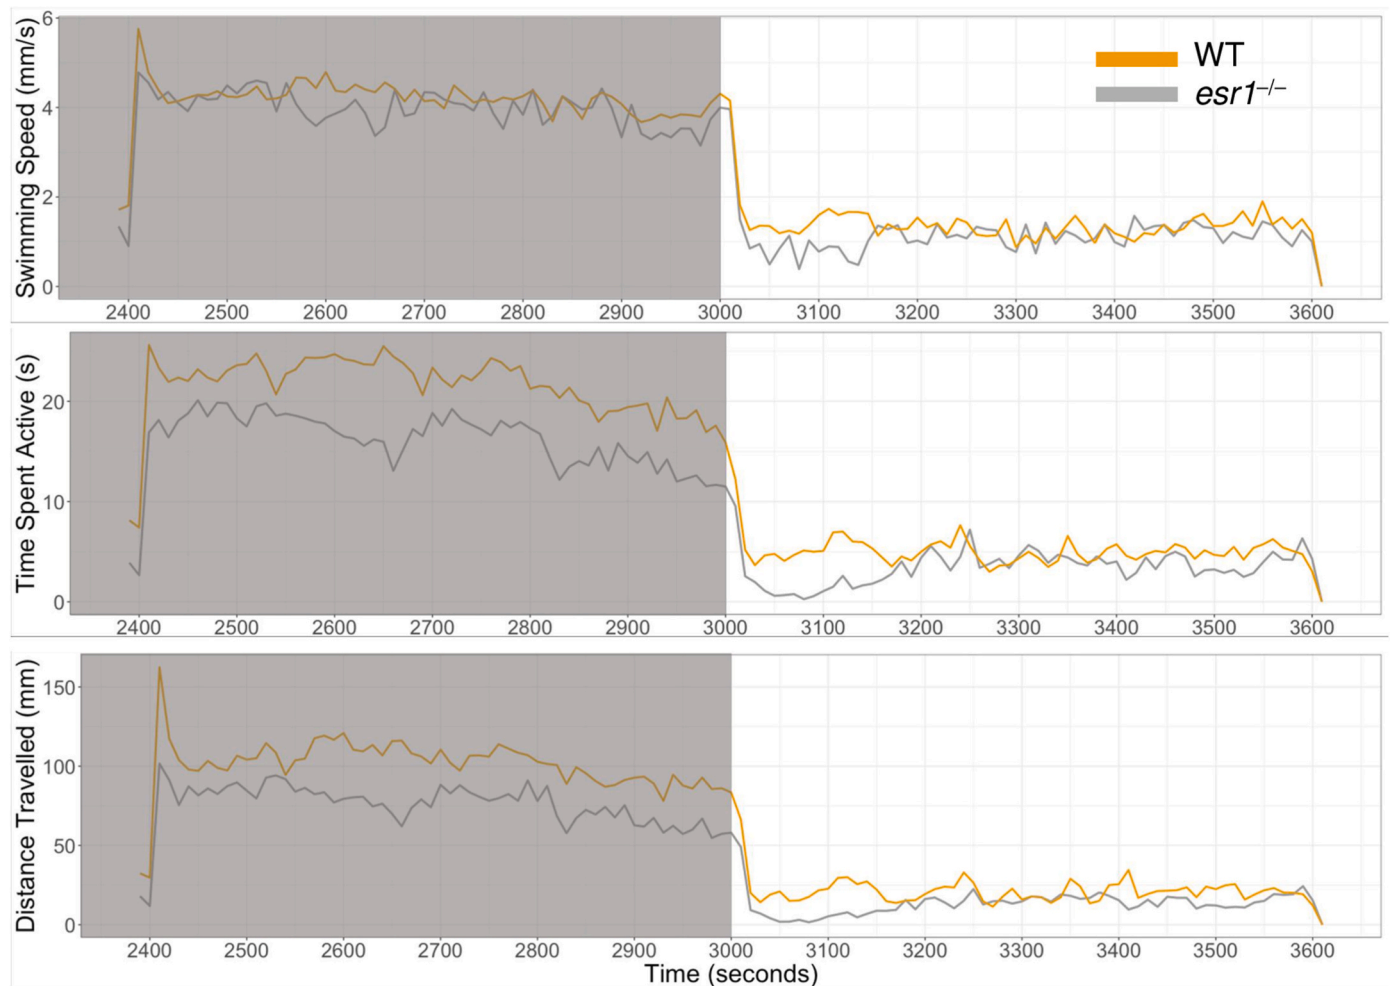 Swimming Speed (mm/s)
6
4
2
0
WT
esr1–/–
2400 2500 2600 2700 2800 2900 3000 3100 3200 3300 3400 3500 3600
Time Spent Active (s)
20
10
0
2400 2500 2600 2700 2800 2900 3000 3100 3200 3300 3400 3500 3600
Distance Travelled (mm)
150
100
50
0
2400 2500 2600 2700 2800 2900 3000 3100 3200 3300 3400 3500 3600
Time (seconds)